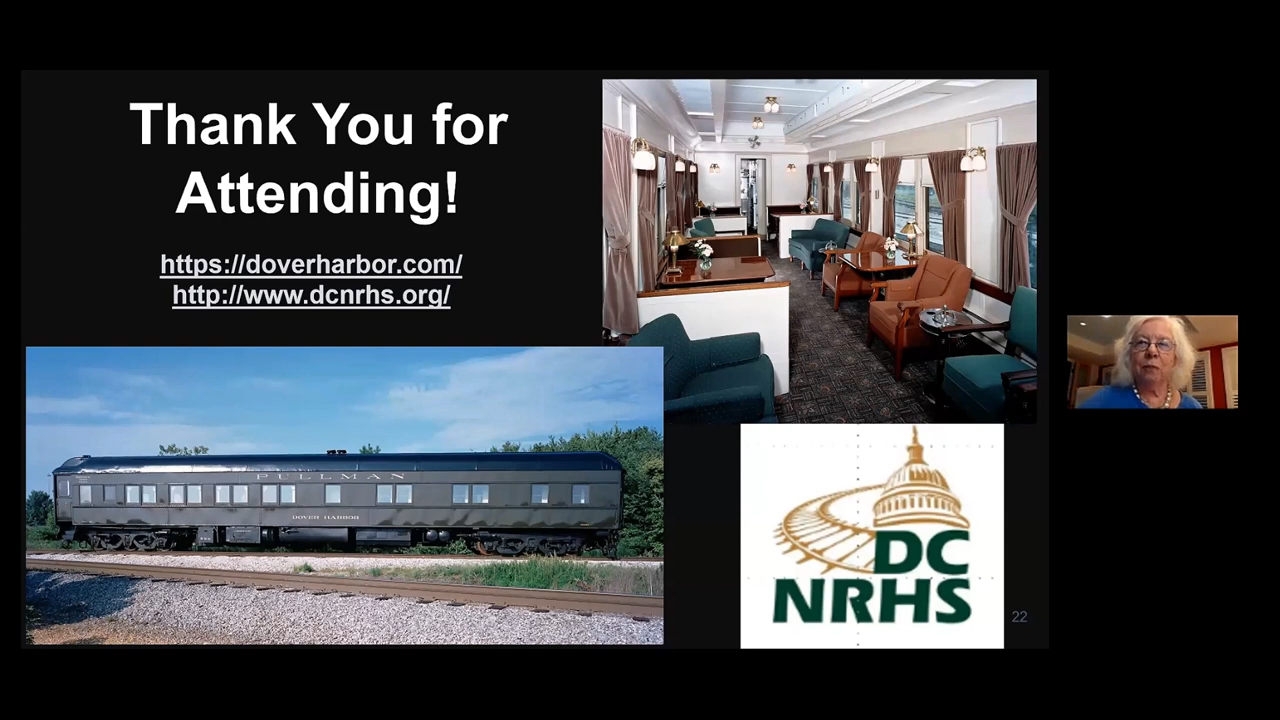 Thank You for
Attending!
https://doverharbor.com/
http://www.dcnrhs.org/
PULLMAN
DOVER HARBOR
DC
NRHS
22